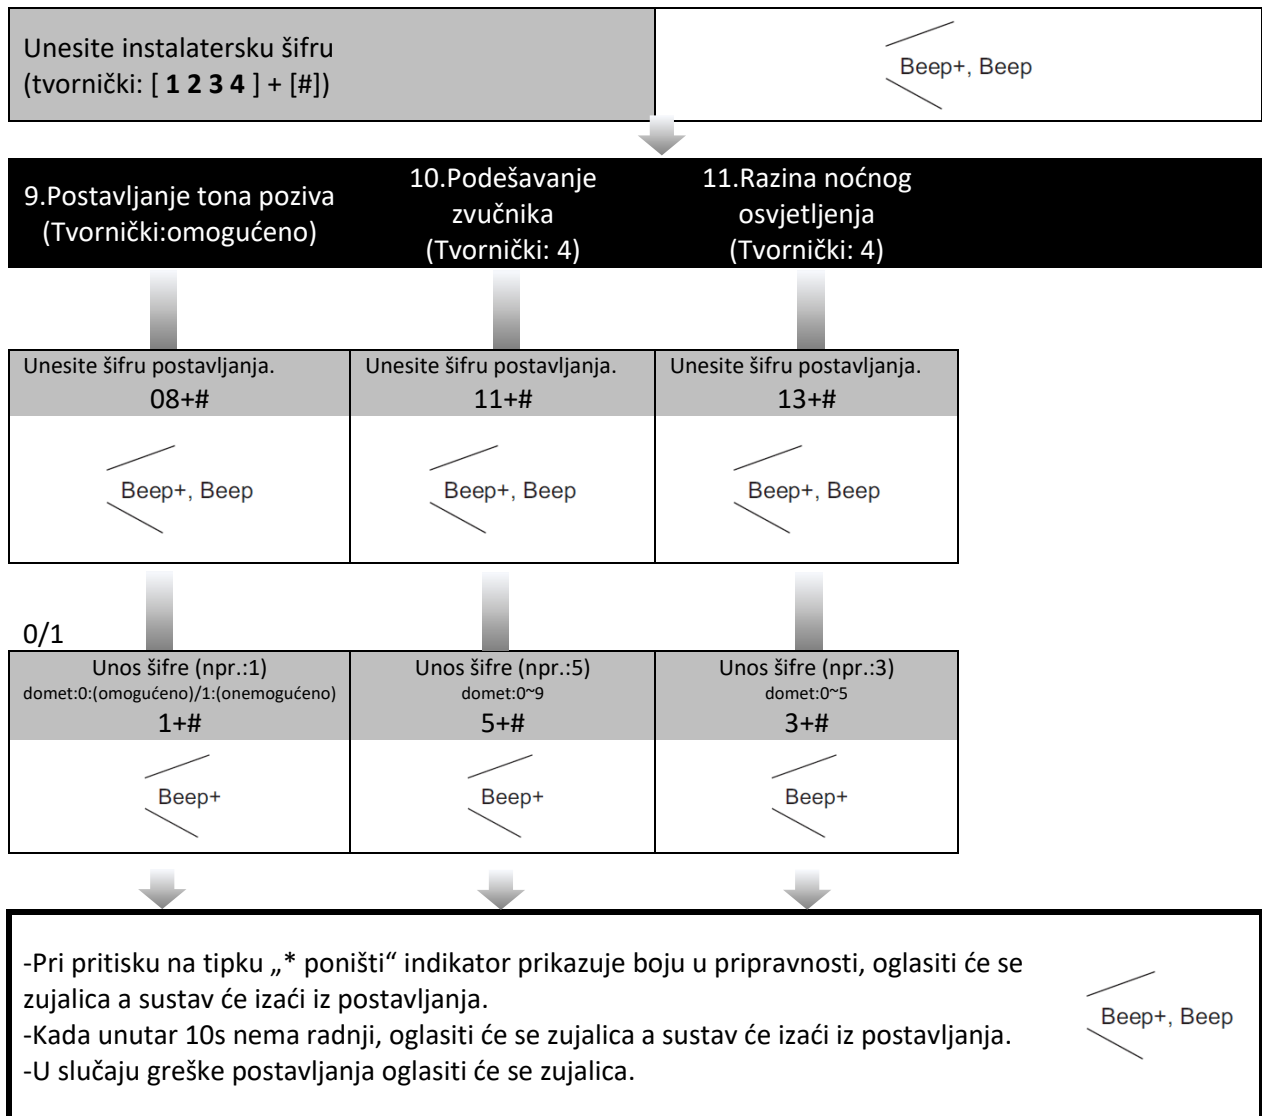 Unesite instalatersku šifru
(tvornički: [ 1 2 3 4 ] + [#])
Beep+, Beep
9.Postavljanje tona poziva
(Tvornički:omogućeno)
10.Podešavanje
zvučnika
(Tvornički: 4)
11.Razina noćnog
osvjetljenja
(Tvornički: 4)
Unesite šifru postavljanja.
08+#
Unesite šifru postavljanja.
11+#
Unesite šifru postavljanja.
13+#
Beep+, Beep
Beep+, Beep
Beep+, Beep
0/1
Unos šifre (npr.:1)
domet:0:(omogućeno)/1:(onemogućeno)
1+#
Unos šifre (npr.:5)
domet:0~9
5+#
Unos šifre (npr.:3)
domet:0~5
3+#
Beep+
Beep+
Beep+
-Pri pritisku na tipku „* poništi“ indikator prikazuje boju u pripravnosti, oglasiti će se
zujalica a sustav će izaći iz postavljanja.
-Kada unutar 10s nema radnji, oglasiti će se zujalica a sustav će izaći iz postavljanja.
-U slučaju greške postavljanja oglasiti će se zujalica.
Beep+, Beep